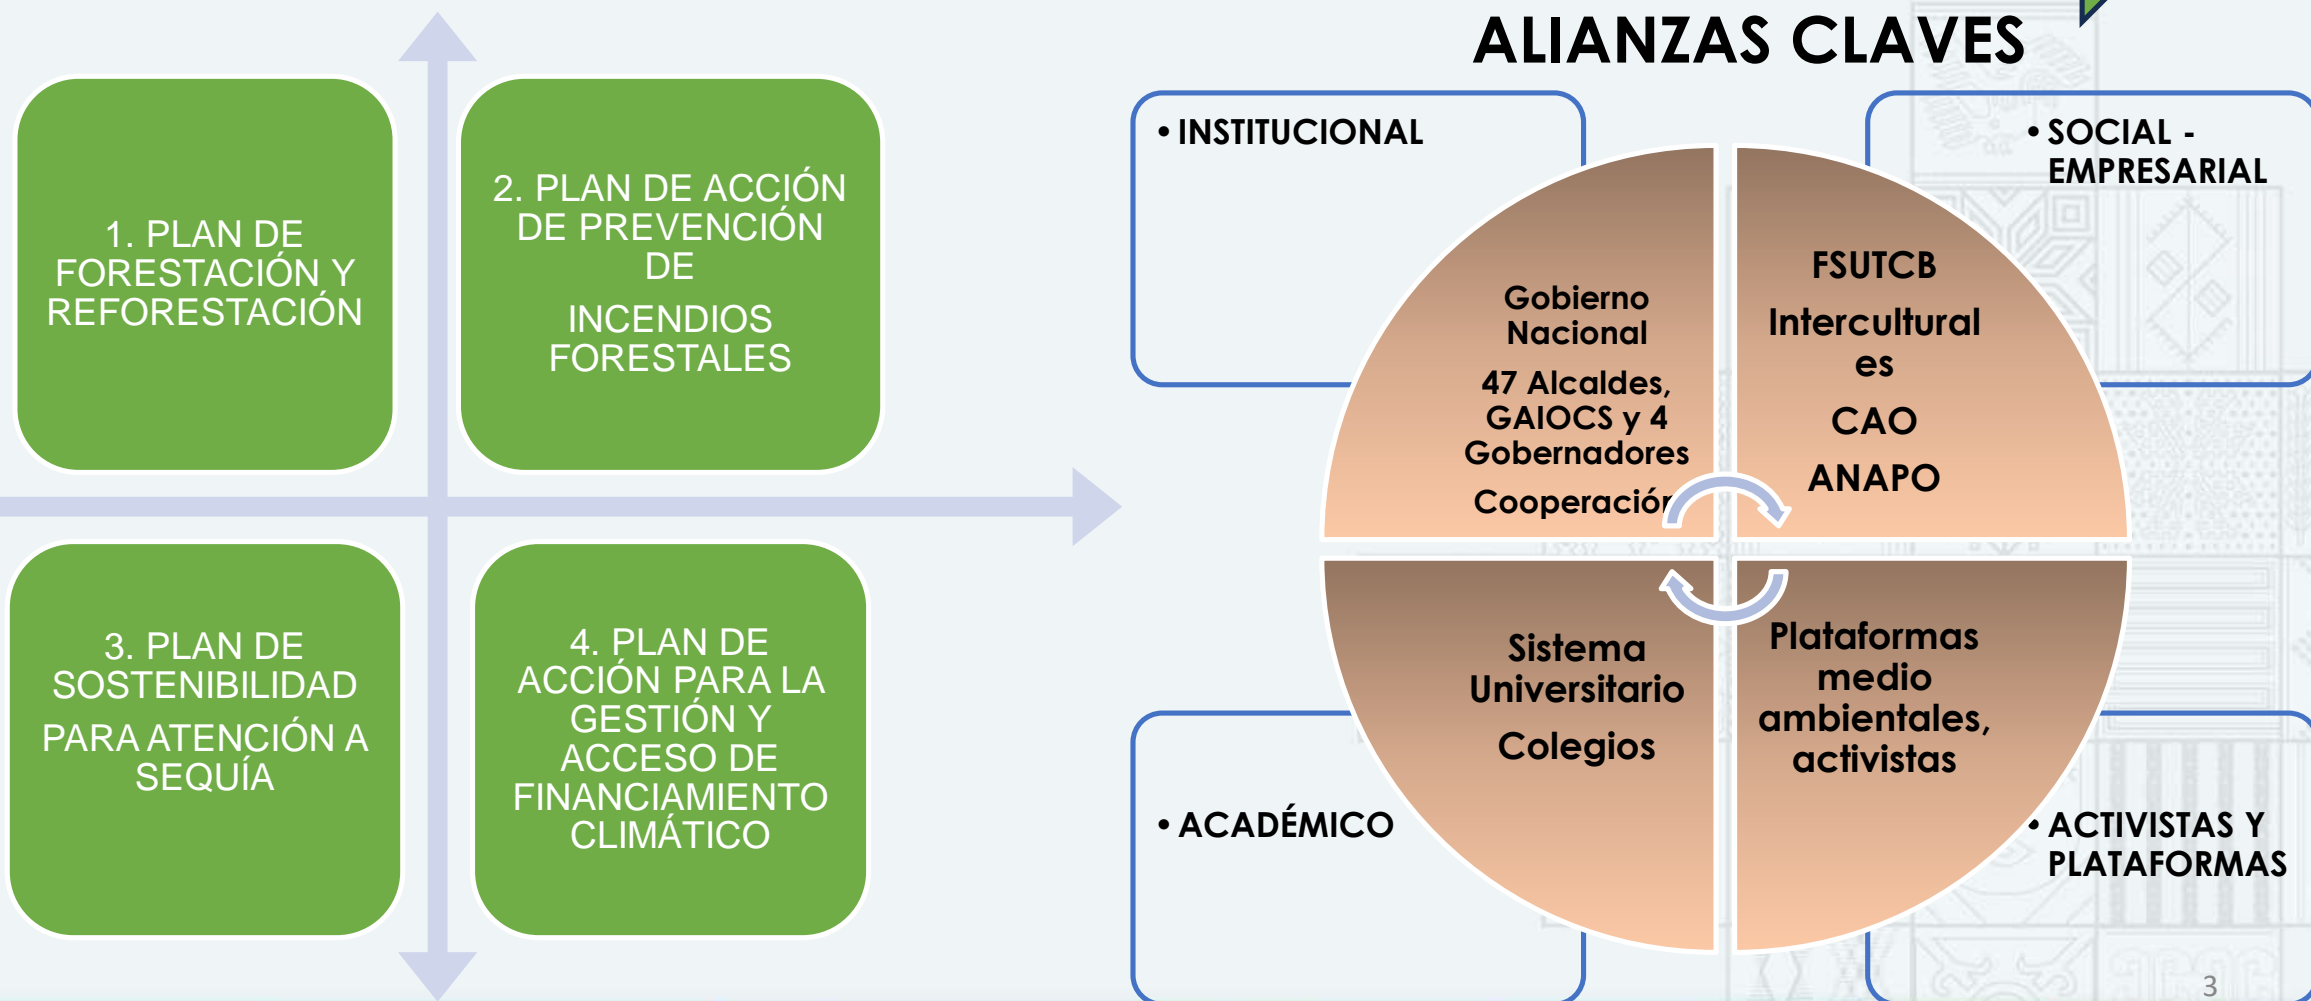 1. PLAN DE
FORESTACIÓN Y
REFORESTACIÓN
2. PLAN DE ACCIÓN
DE PREVENCIÓN
DE
INCENDIOS
FORESTALES
3. PLAN DE
SOSTENIBILIDAD
PARA ATENCIÓN A
SEQUÍA
4. PLAN DE
ACCIÓN PARA LA
GESTIÓN Y
ACCESO DE
FINANCIAMIENTO
CLIMÁTICO
ALIANZAS CLAVES
• INSTITUCIONAL
Gobierno
Nacional
47 Alcaldes,
GAIOCS y 4
Gobernadores
Cooperación
• SOCIAL -
EMPRESARIAL
FSUTCB
Intercultural
es
CAO
ANAPO
• ACADÉMICO
Sistema
Universitario
Colegios
Plataformas
medio
ambientales,
activistas
• ACTIVISTAS Y
PLATAFORMAS
3